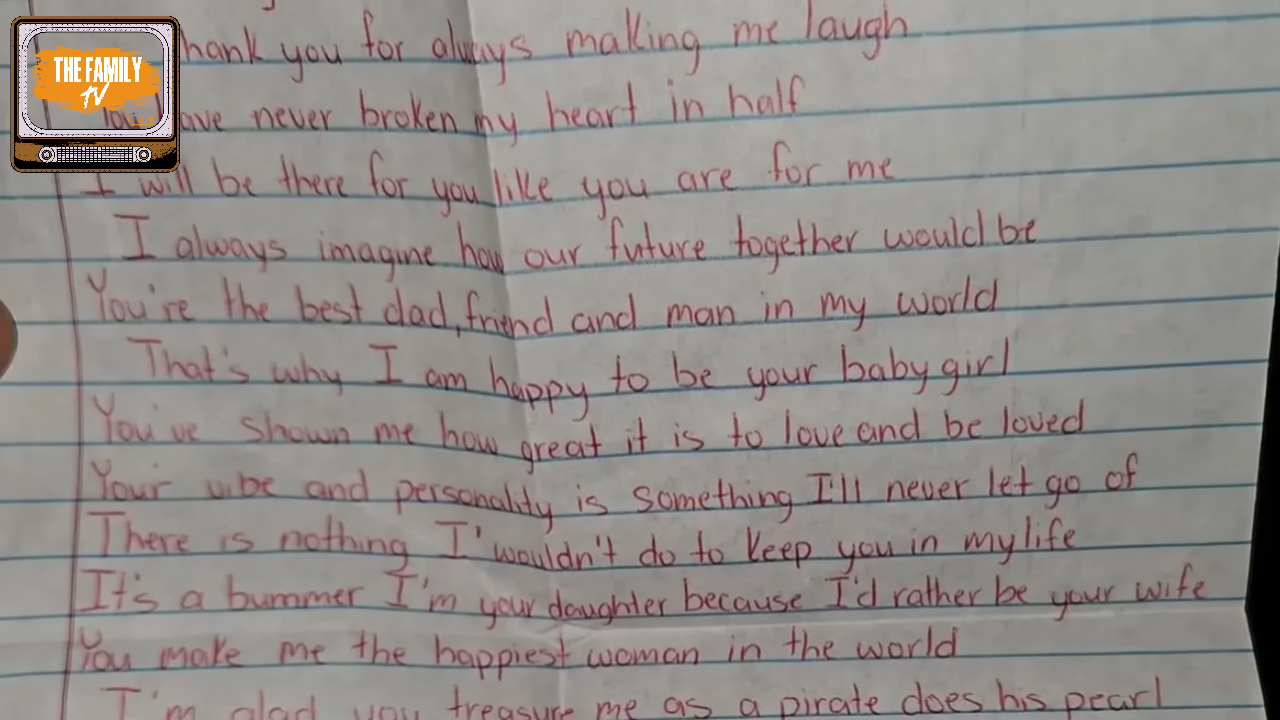 THE FAMILY
TV
hank you for always making me laugh
You ave never broken my heart in half
I will be there for you like you are for me
I always imagine how our future together would be
You're the best dad, friend and man in my world
That's why I am happy to be your baby girl
You've shown me how great it is to love and be loved
Your vibe and personality is something I'll never let go of
There is nothing I' wouldn't do to keep you in my life
It's a bummer I'm your daughter because I'd rather be your wife
You make me the happiest woman in the world
I'm glad you treasure me as a pirate does his pearl